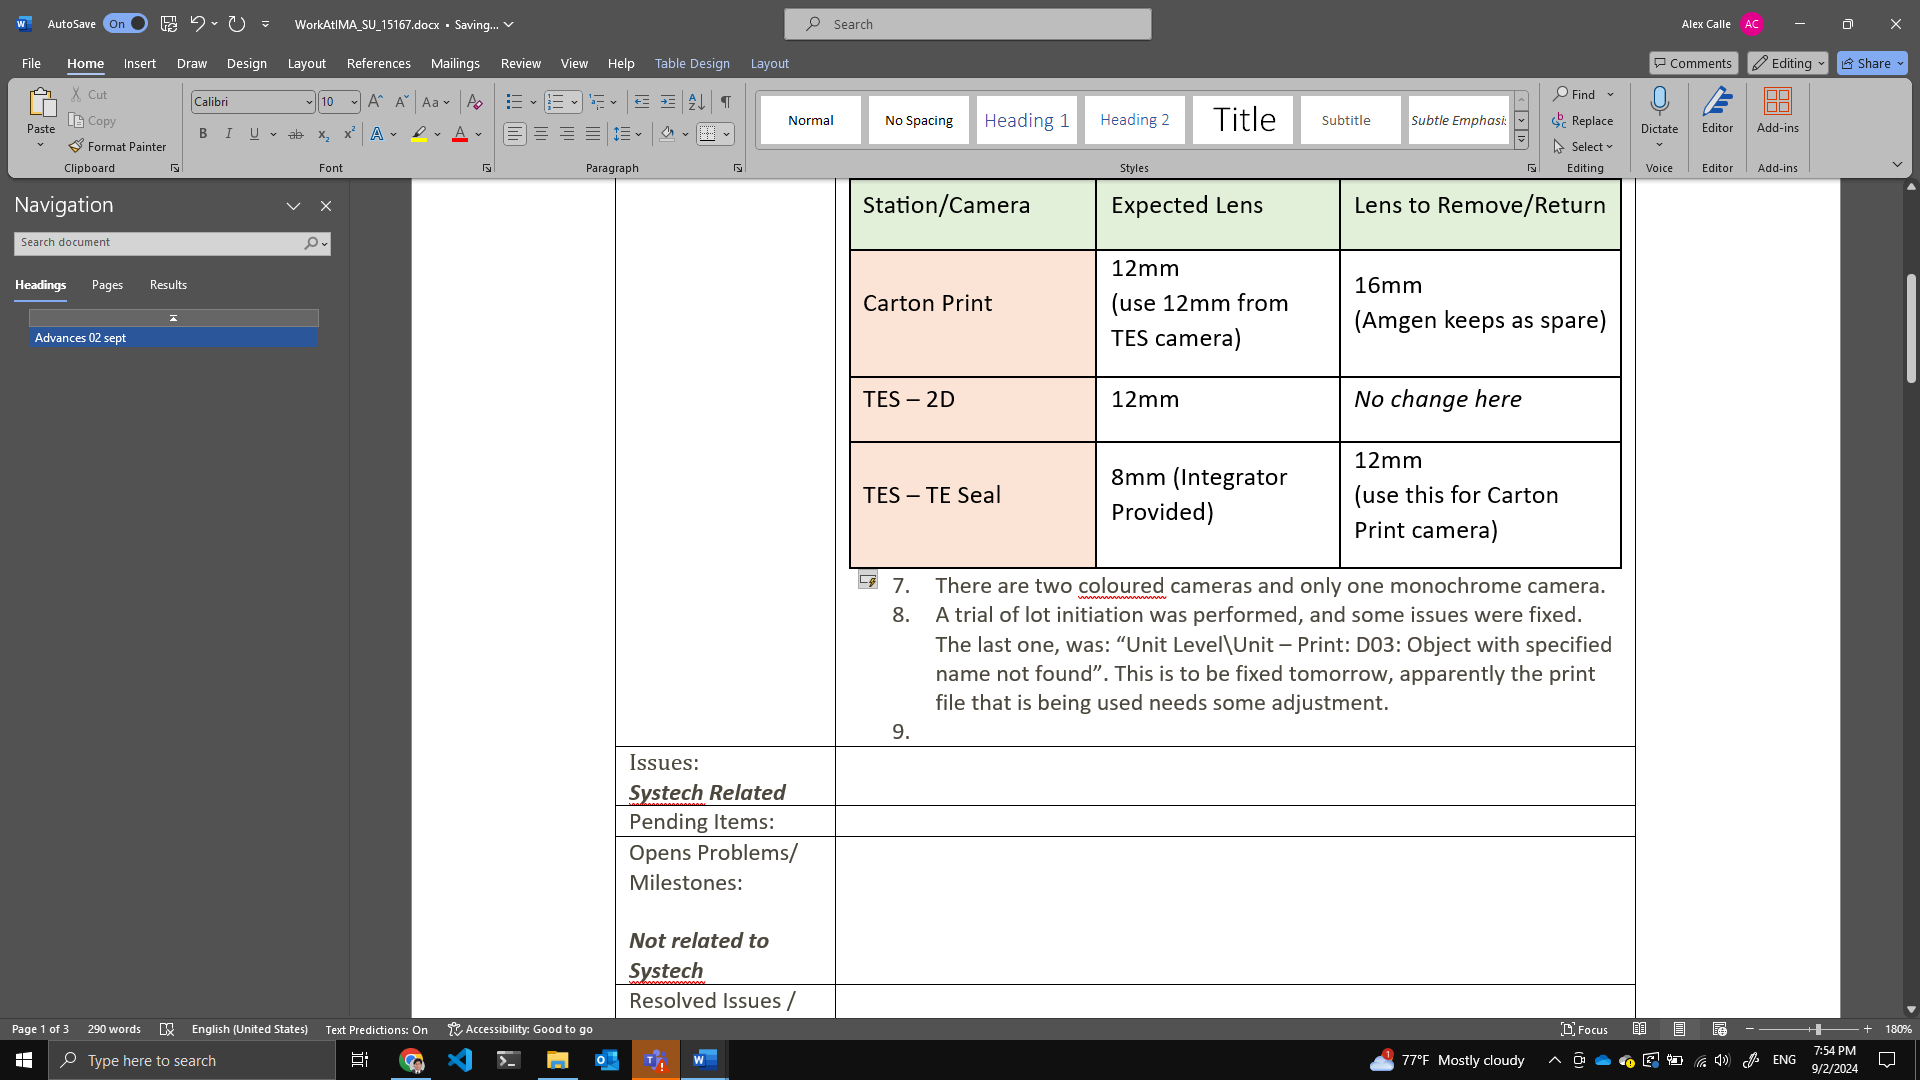 AutoSave On WorkAtIMA_SU_15167.docx • Saving... Search Alex Calle AC
File Home Insert Draw Design Layout References Mailings Review View Help Table Design Layout Comments Editing Share
Paste Cut Copy Format Painter Clipboard
Calibri 10 Font
Paragraph
Normal No Spacing Heading 1 Heading 2 Title Subtitle Subtle Emphasis Styles
Find Replace Select Editing
Dictate Voice
Editor Editor
Add-ins Add-ins
Navigation
Search document
Headings Pages Results
Advances 02 sept
Station/Camera Expected Lens Lens to Remove/Return
Carton Print
12mm
(use 12mm from
TES camera)
16mm
(Amgen keeps as spare)
TES – 2D 12mm No change here
TES – TE Seal
8mm (Integrator
Provided)
12mm
(use this for Carton
Print camera)
7. There are two coloured cameras and only one monochrome camera.
8. A trial of lot initiation was performed, and some issues were fixed.
The last one, was: “Unit Level\Unit – Print: D03: Object with specified
name not found”. This is to be fixed tomorrow, apparently the print
file that is being used needs some adjustment.
9.
Issues:
Systech Related
Pending Items:
Opens Problems/
Milestones:
Not related to
Systech
Resolved Issues /
Page 1 of 3 290 words English (United States) Text Predictions: On Accessibility: Good to go Focus 180%
Type here to search 77°F Mostly cloudy ENG 7:54 PM
9/2/2024